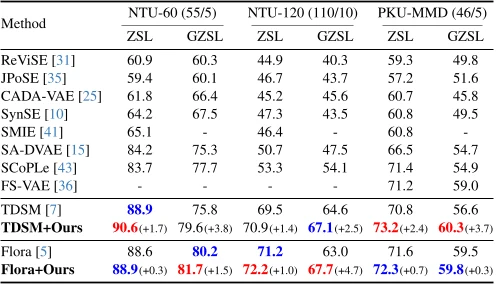 Method NTU-60 (55/5) NTU-120 (110/10) PKU-MMD (46/5)
ZSL GZSL ZSL GZSL ZSL GZSL
ReViSE [31] 60.9 60.3 44.9 40.3 59.3 49.8
JPoSE [35] 59.4 60.1 46.7 43.7 57.2 51.6
CADA-VAE [25] 61.8 66.4 45.2 45.6 60.7 45.8
SynSE [10] 64.2 67.5 47.3 43.5 60.8 49.5
SMIE [41] 65.1 - 46.4 - 60.8 -
SA-DVAE [15] 84.2 75.3 50.7 47.5 66.5 54.7
SCoPLe [43] 83.7 77.7 53.3 54.1 71.4 54.9
FS-VAE [36] - - - - 71.2 59.0
TDSM [7] 88.9 75.8 69.5 64.6 70.8 56.6
TDSM+Ours 90.6(+1.7) 79.6(+3.8) 70.9(+1.4) 67.1(+2.5) 73.2(+2.4) 60.3(+3.7)
Flora [5] 88.6 80.2 71.2 63.0 71.6 59.5
Flora+Ours 88.9(+0.3) 81.7(+1.5) 72.2(+1.0) 67.7(+4.7) 72.3(+0.7) 59.8(+0.3)